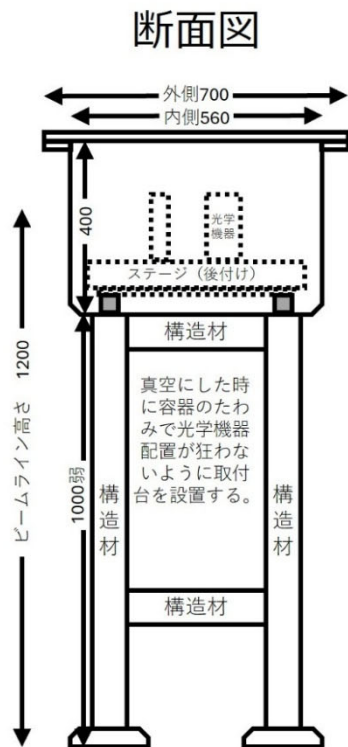 断面図
外側700
内側560
400
光学
機器
ステージ（後付け）
構造材
真空にした時
に容器のたわ
みで光学機器
配置が狂わな
いように取付
台を設置する。
ビームライン高さ　1200
1000弱
構造材
構造材
構造材